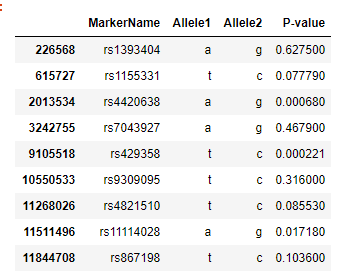 MarkerName Allele1 Allele2 P-value
226568 rs1393404 a g 0.627500
615727 rs1155331 t c 0.077790
2013534 rs4420638 a g 0.000680
3242755 rs7043927 a g 0.467900
9105518 rs429358 t c 0.000221
10550533 rs9309095 t c 0.316000
11268026 rs4821510 t c 0.085530
11511496 rs11114028 a g 0.017180
11844708 rs867198 t c 0.103600